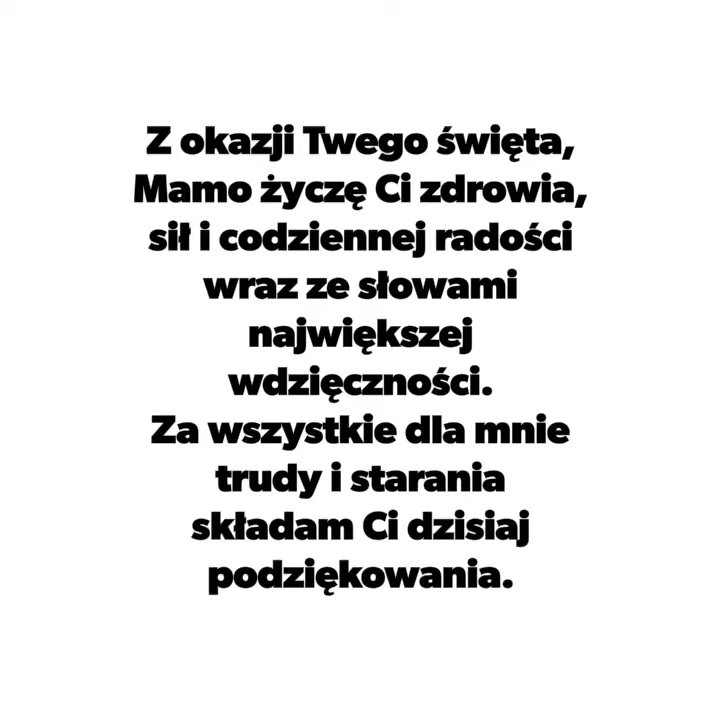 Z okazji Twego święta,
Mamo życzę Ci zdrowia,
sił i codziennej radości
wraz ze słowami
największej
wdzięczności.
Za wszystkie dla mnie
trudy i starania
składam Ci dzisiaj
podziękowania.